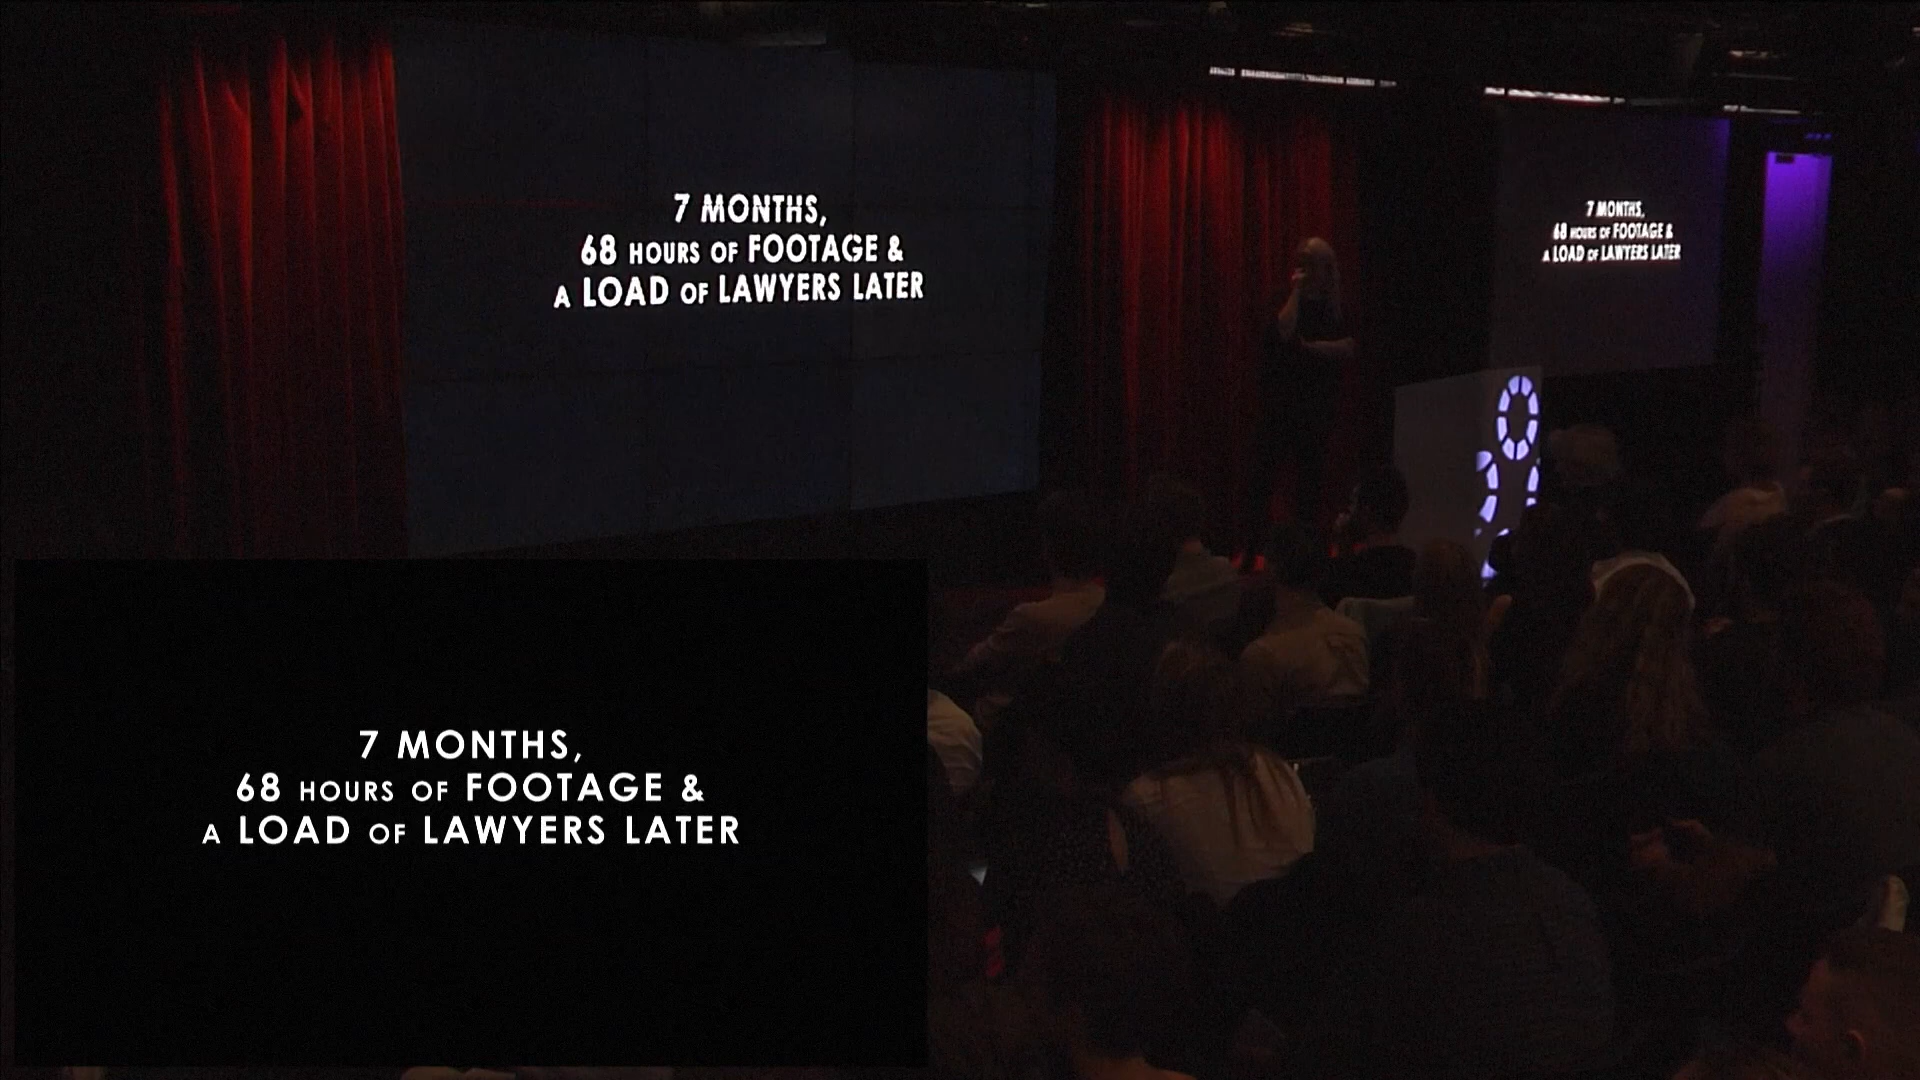 7 MONTHS,
68 HOURS OF FOOTAGE &
A LOAD OF LAWYERS LATER
7 MONTHS,
68 HOURS OF FOOTAGE &
A LOAD OF LAWYERS LATER
7 MONTHS,
68 HOURS OF FOOTAGE &
A LOAD OF LAWYERS LATER